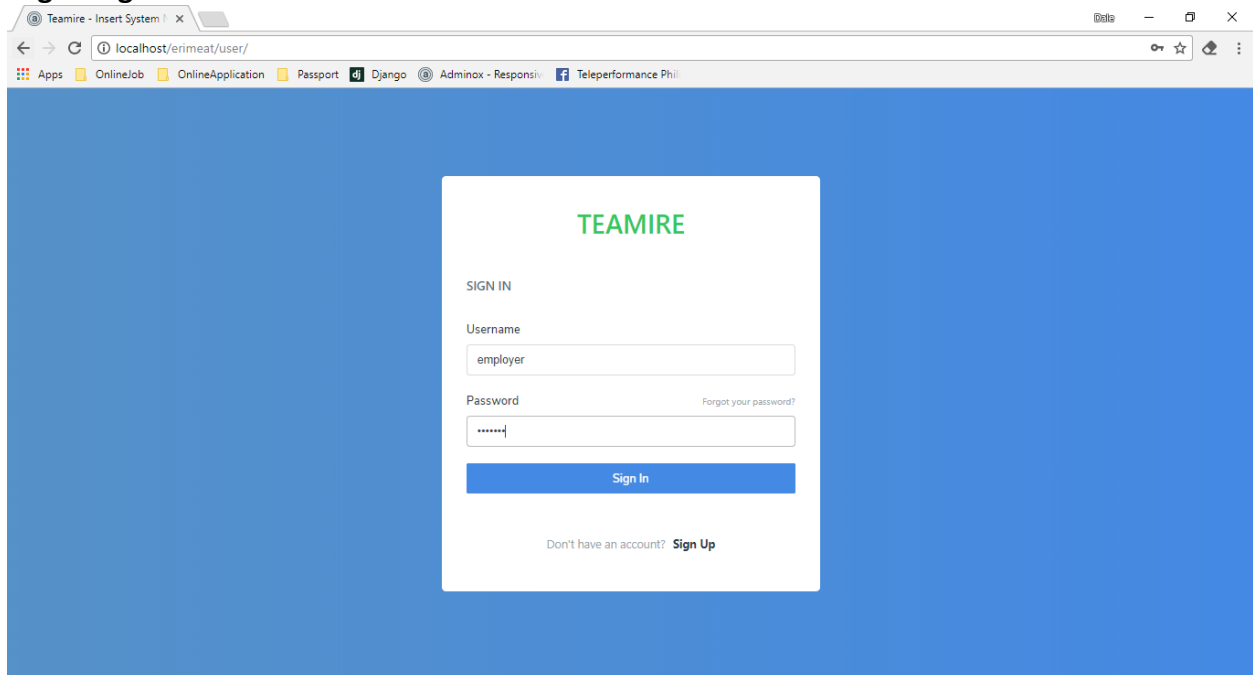 Teamire - Insert System
Dale
localhost/erimeat/user/
Apps OnlineJob OnlineApplication Passport dj Django Adminox - Responsiv Teleperformance Phil
TEAMIRE
SIGN IN
Username
employer
Password Forgot your password?
•••••••
Sign In
Don't have an account? Sign Up